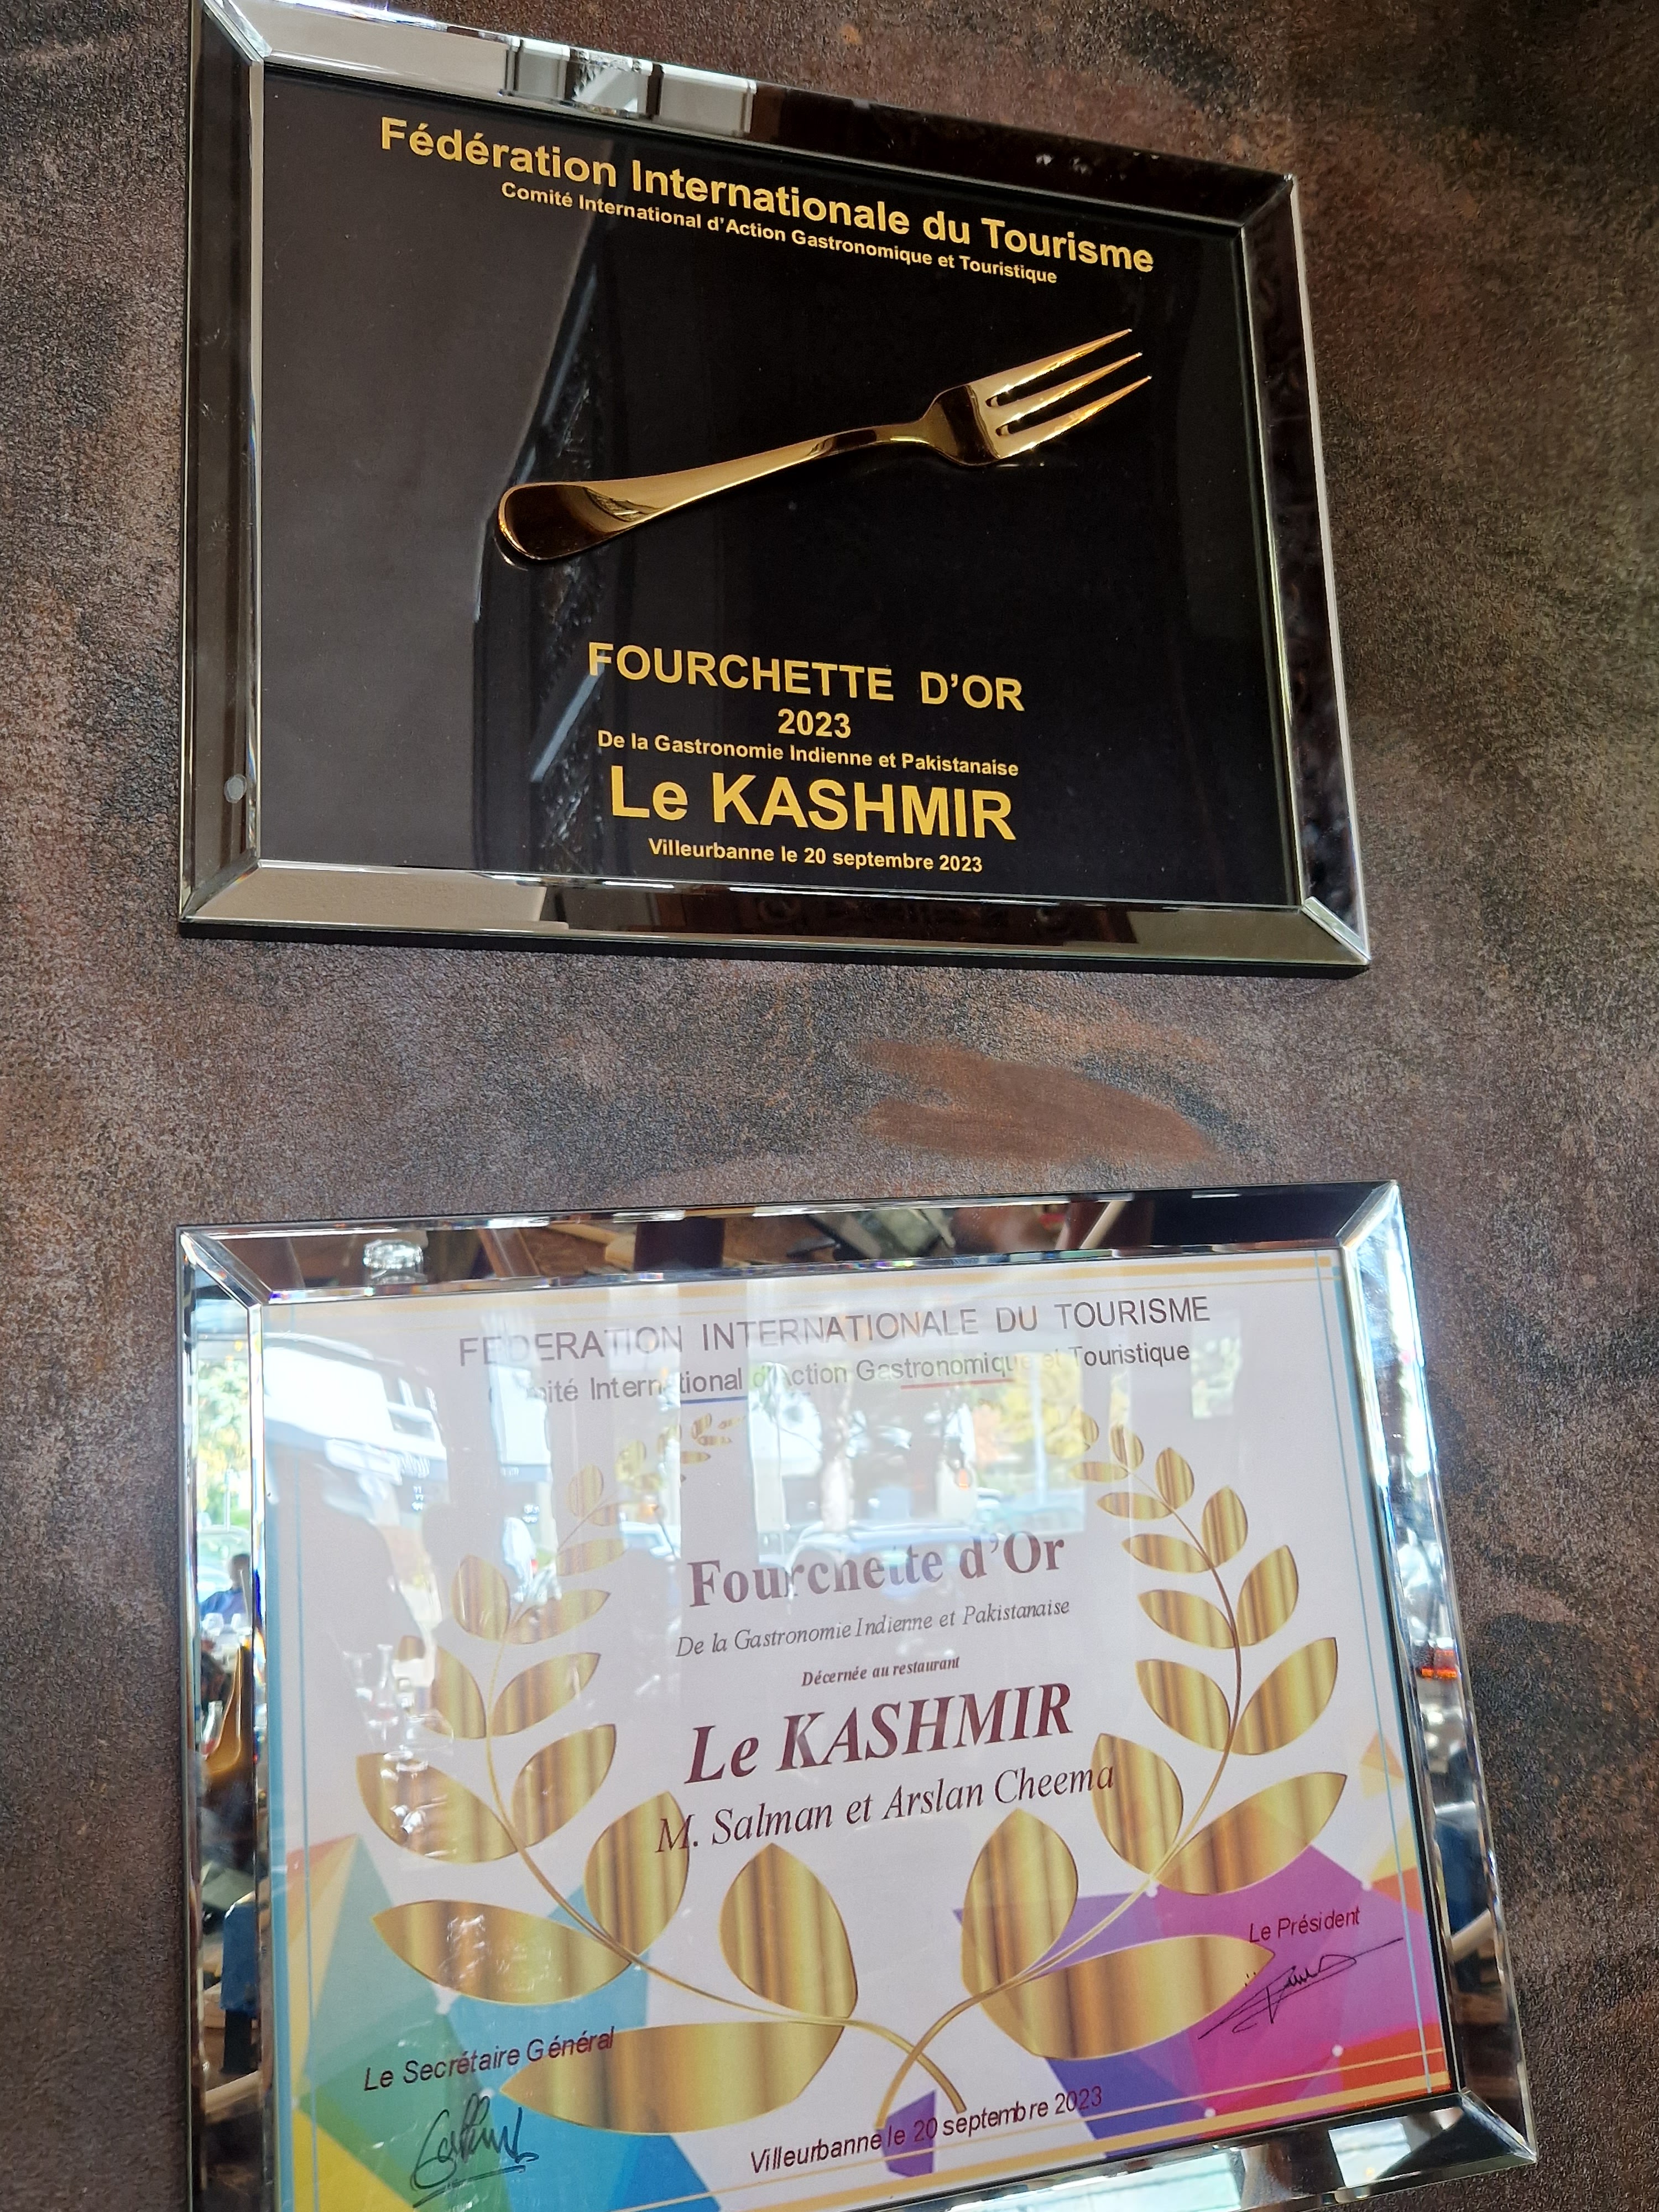 Fédération Internationale du Tourisme
Comité International d'Action Gastronomique et Touristique
FOURCHETTE D'OR
2023
De la Gastronomie Indienne et Pakistanaise
Le KASHMIR
Villeurbanne le 20 septembre 2023
FEDERATION INTERNATIONALE DU TOURISME
Comité International d'Action Gastronomique et Touristique
Fourchette d'Or
De la Gastronomie Indienne et Pakistanaise
Décernée au restaurant
Le KASHMIR
M. Salman et Arslan Cheema
Le Président
Le Secrétaire Général
Villeurbanne le 20 septembre 2023